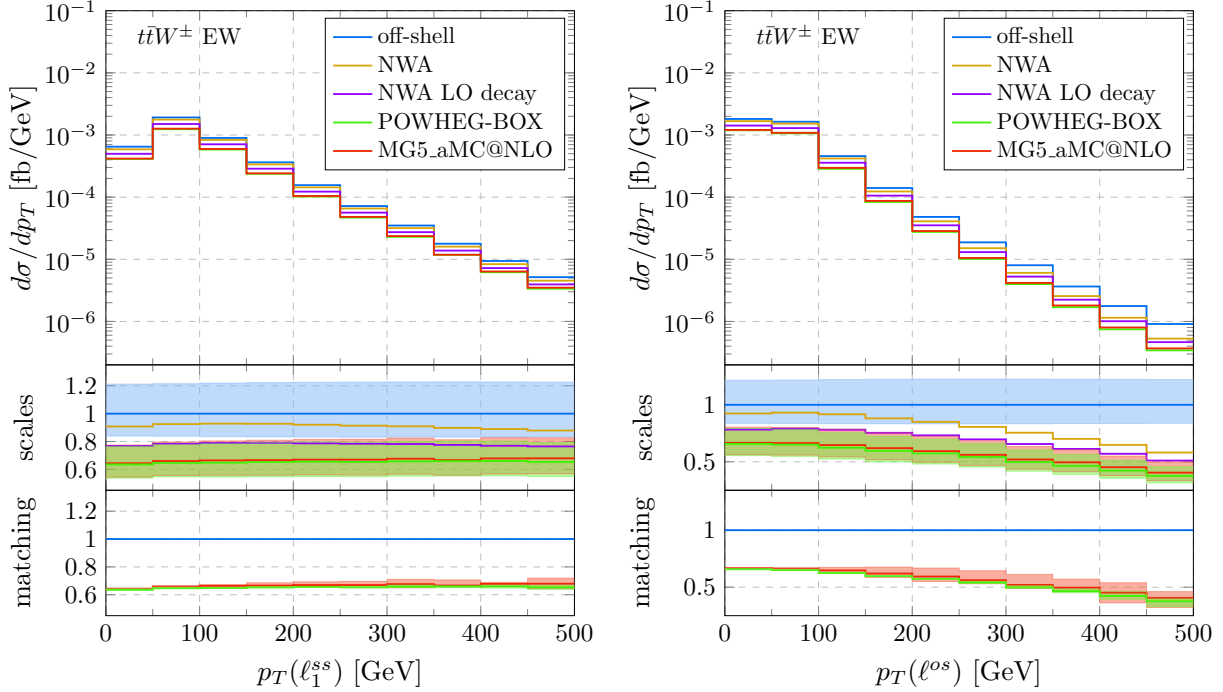 tt̄W± EW
off-shell
NWA
NWA LO decay
POWHEG-BOX
MG5_aMC@NLO
10⁰
10⁻¹
10⁻²
10⁻³
10⁻⁴
10⁻⁵
10⁻⁶
dσ/dp_T [fb/GeV]
1.2
1
0.8
0.6
scales
1.2
1
0.8
0.6
matching
0 100 200 300 400 500
p_T(ℓ₁^{ss}) [GeV]
tt̄W± EW
off-shell
NWA
NWA LO decay
POWHEG-BOX
MG5_aMC@NLO
10⁰
10⁻¹
10⁻²
10⁻³
10⁻⁴
10⁻⁵
10⁻⁶
dσ/dp_T [fb/GeV]
1
0.5
scales
1
0.5
matching
0 100 200 300 400 500
p_T(ℓ^{os}) [GeV]